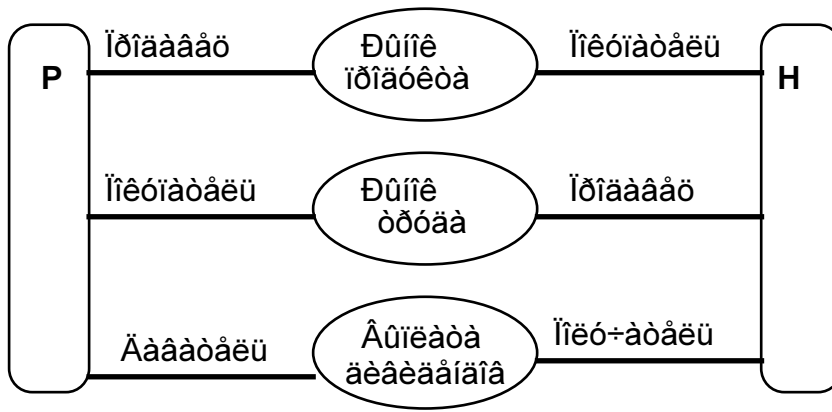 Ïðîäàâåö
Ðûíîê
ïðîäóêòà
Ïîêóïàòåëü
P
H
Ïîêóïàòåëü
Ðûíîê
òðóäà
Ïðîäàâåö
Äàâàòåëü
Âûïëàòà
äèâèäåíäîâ
Ïîëó÷àòåëü